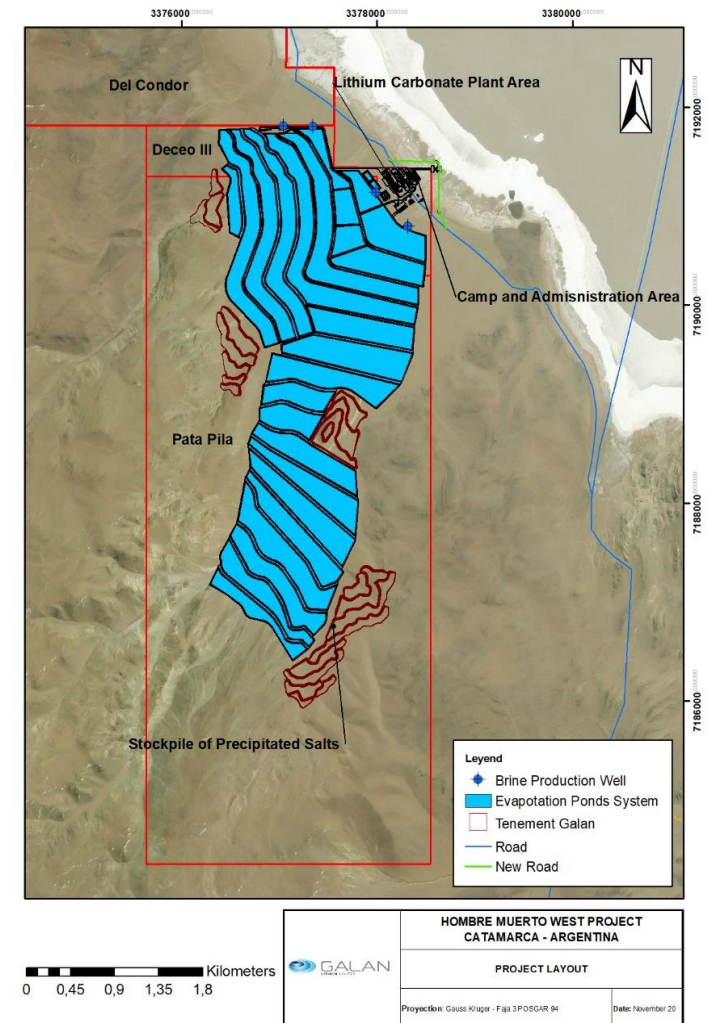 3376000
3378000
3380000
Del Condor
Lithium Carbonate Plant Area
N
7192000
Deceo III
Camp and Admisnistration Area
7190000
Pata Pila
7188000
7186000
Stockpile of Precipitated Salts
Leyend
Brine Production Well
Evapotation Ponds System
Tenement Galan
Road
New Road
HOMBRE MUERTO WEST PROJECT
CATAMARCA - ARGENTINA
GALAN
PROJECT LAYOUT
Kilometers
0 0,45 0,9 1,35 1,8
Proyection: Gauss Kruger - Faja 3 POSGAR 94
Date: November 20